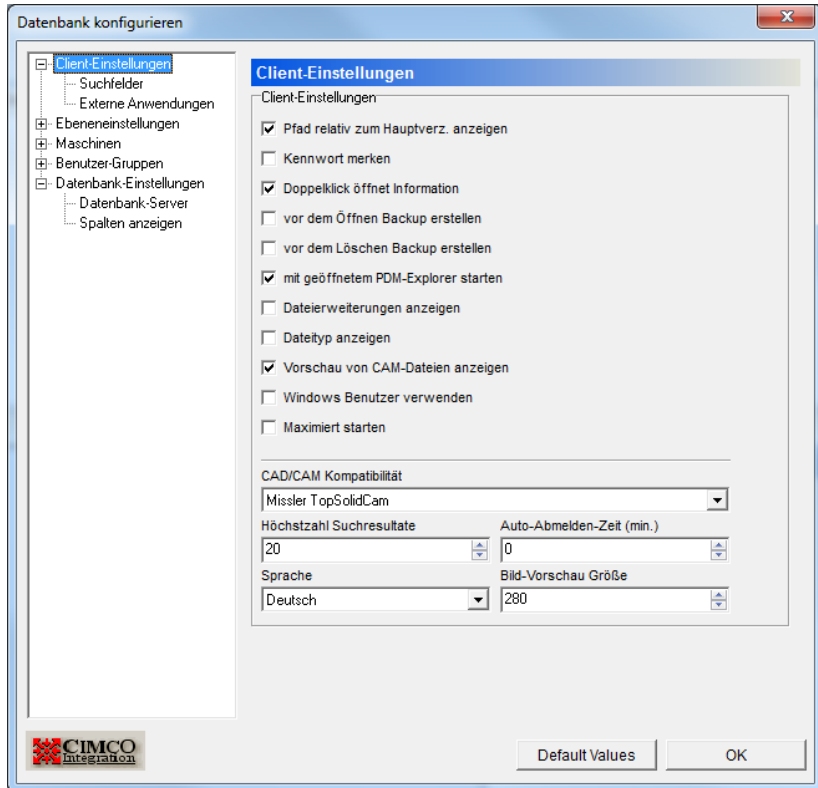 Datenbank konfigurieren
Client-Einstellungen
Suchfelder
Externe Anwendungen
Ebeneneinstellungen
Maschinen
Benutzer-Gruppen
Datenbank-Einstellungen
Datenbank-Server
Spalten anzeigen
Client-Einstellungen
Client-Einstellungen
Pfad relativ zum Hauptverz. anzeigen
Kennwort merken
Doppelklick öffnet Information
vor dem Öffnen Backup erstellen
vor dem Löschen Backup erstellen
mit geöffnetem PDM-Explorer starten
Dateierweiterungen anzeigen
Dateityp anzeigen
Vorschau von CAM-Dateien anzeigen
Windows Benutzer verwenden
Maximiert starten
CAD/CAM Kompatibilität
Missler TopSolidCam
Höchstzahl Suchresultate Auto-Abmelden-Zeit (min.)
20 0
Sprache Bild-Vorschau Größe
Deutsch 280
CIMCO
Integration
Default Values OK